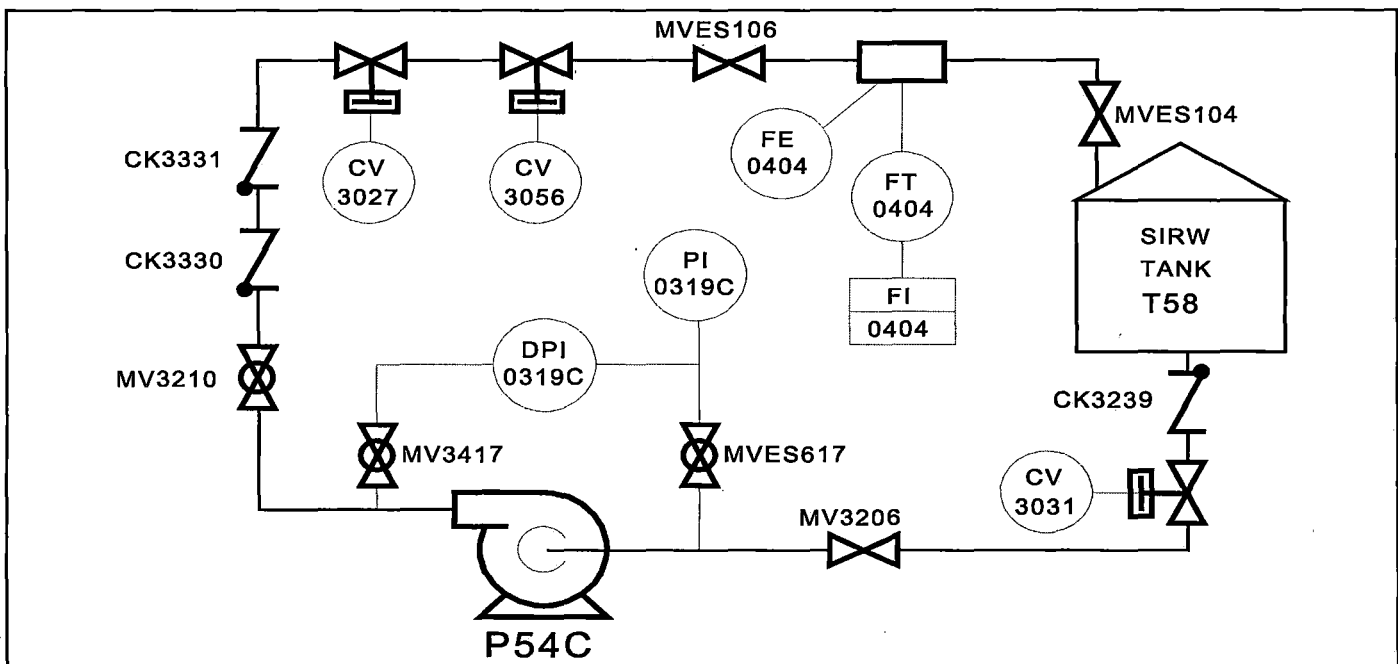 MVES106
MVES104
CK3331
CV
3027
CV
3056
FE
0404
FT
0404
SIRW
TANK
T58
CK3330
PI
0319C
FI
0404
DPI
0319C
MV3210
CK3239
MV3417
MVES617
CV
3031
MV3206
P54C